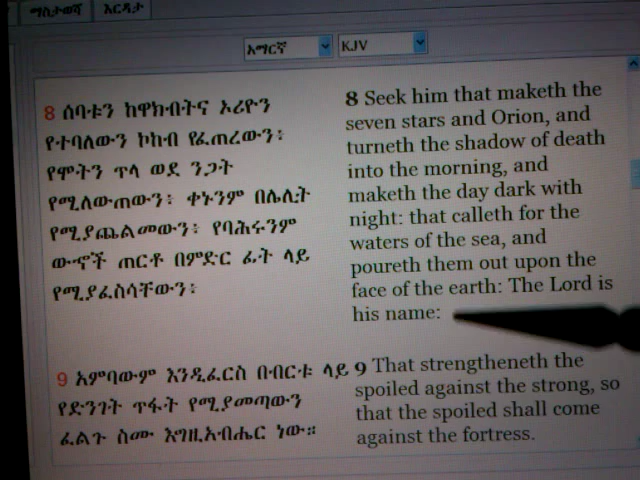 ማስታወሻ እርዳታ
አማርኛ KJV
8 ሰባቱን ከዋክብትና ኦሪዮን
የተባለውን ኮከብ የፈጠረውን፥
የሞትን ጥላ ወደ ንጋት
የሚለውጠውን፥ ቀኑንም በሌሊት
የሚያጨልመውን፥ የባሕሩንም
ውኆች ጠርቶ በምድር ፊት ላይ
የሚያፈስሳቸውን፥
9 አምባውም እንዲፈርስ በብርቱ ላይ
የድንገት ጥፋት የሚያመጣውን
ፈልጉ ስሙ እግዚአብሔር ነው።
8 Seek him that maketh the
seven stars and Orion, and
turneth the shadow of death
into the morning, and
maketh the day dark with
night: that calleth for the
waters of the sea, and
poureth them out upon the
face of the earth: The Lord is
his name:
9 That strengtheneth the
spoiled against the strong, so
that the spoiled shall come
against the fortress.